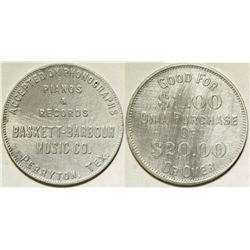 ACCEPTED ON PHONOGRAPHS
PIANOS
&
RECORDS
BASKETT-BARBOUR
MUSIC CO.
PERRYTON, TEX.
GOOD FOR
$1.00
ON A PURCHASE
OF
$20.00
OR OVER